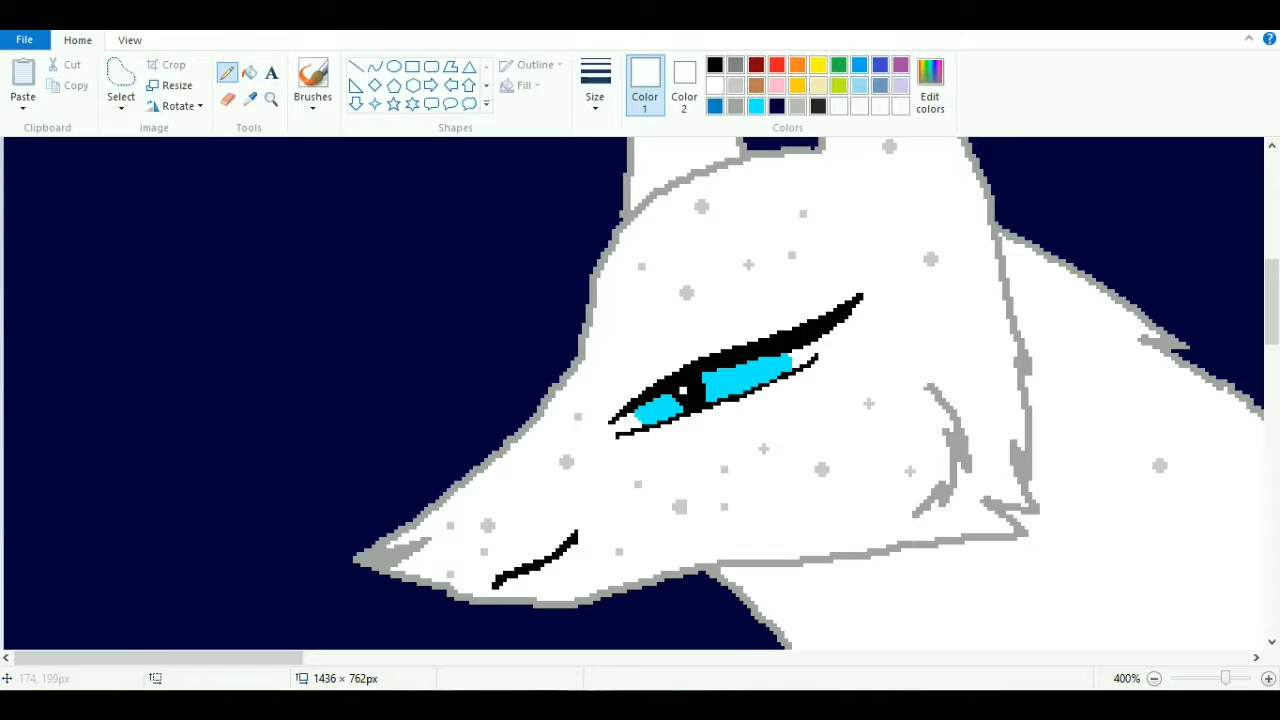 File Home View
Paste Cut Copy
Clipboard
Select Crop Resize Rotate
Image
A
Tools
Brushes
Outline Fill
Shapes
Size
Color 1 Color 2
Edit colors
Colors
174, 199px 1436 × 762px 400%